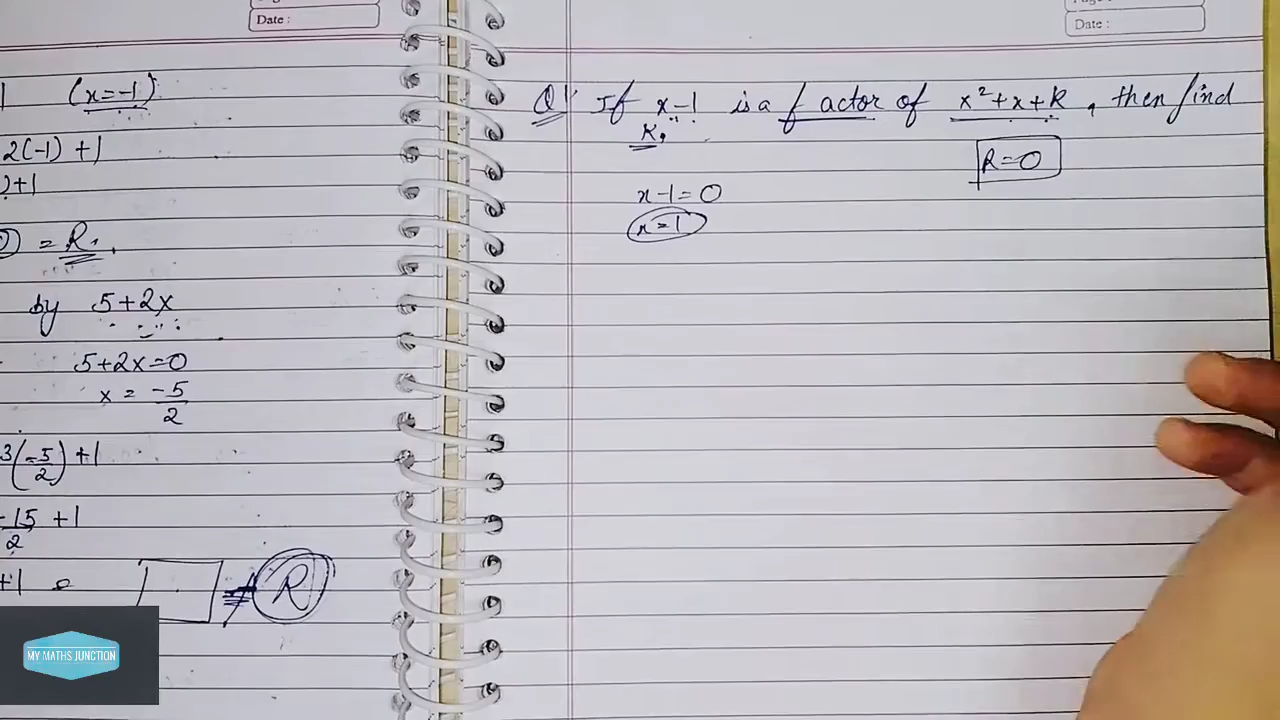 Date :
(x=-1)
2(-1) + 1
2+1
= R.
by 5+2x
5+2x=0
x = -5
2
3(-5/2) +1
-15/2 +1
+1 =
≠ R
MY MATHS JUNCTION
Date :
Q1 If x-1 is a factor of x²+x+k, then find
k.
R=0
x-1=0
x=1